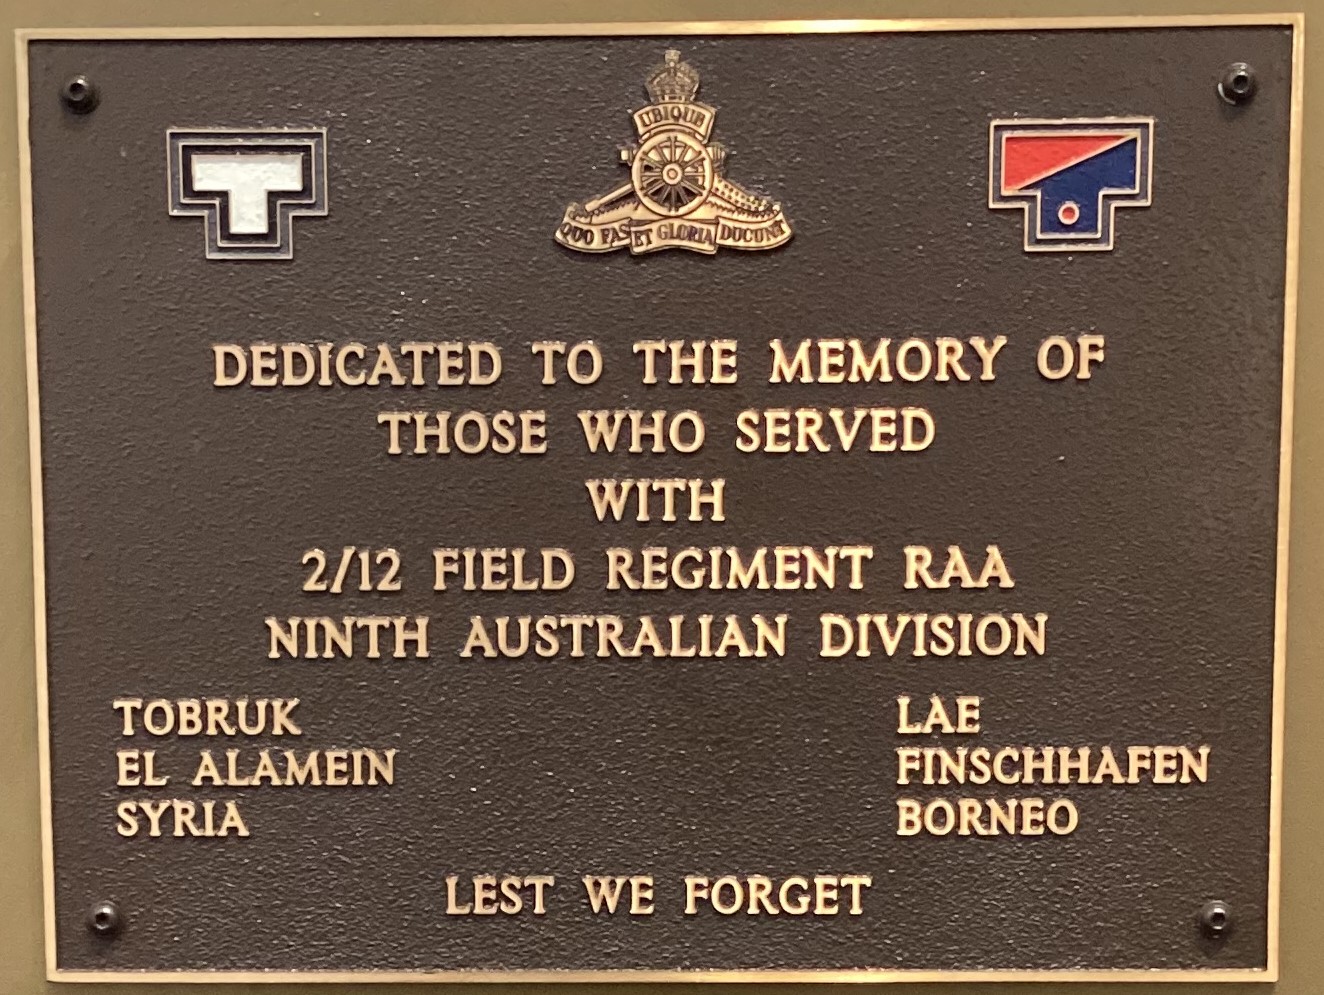 UBIQUE
QUO FAS ET GLORIA DUCUNT
DEDICATED TO THE MEMORY OF
THOSE WHO SERVED
WITH
2/12 FIELD REGIMENT RAA
NINTH AUSTRALIAN DIVISION
TOBRUK
EL ALAMEIN
SYRIA
LAE
FINSCHHAFEN
BORNEO
LEST WE FORGET